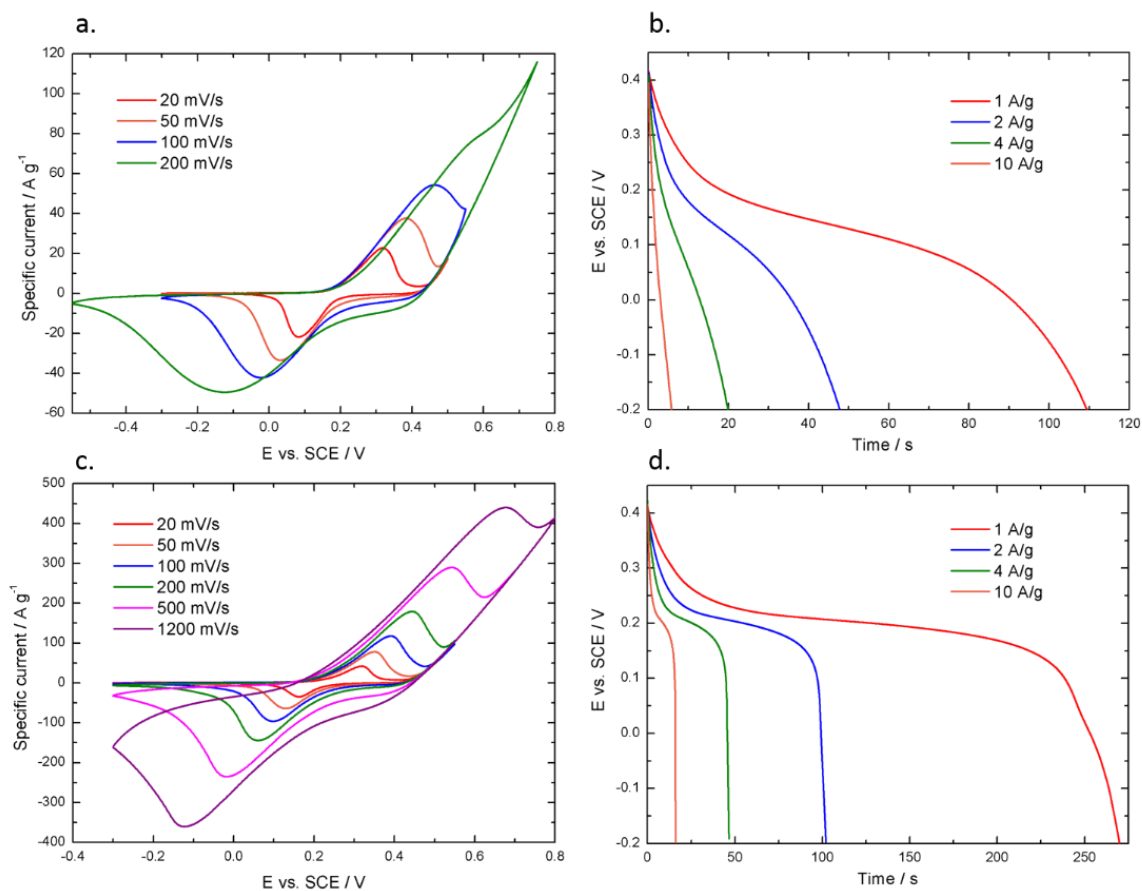 a.
120
100
80
60
40
20
0
-20
-40
-60
-0.4
-0.2
0.0
0.2
0.4
0.6
0.8
Specific current / A g⁻¹
E vs. SCE / V
20 mV/s
50 mV/s
100 mV/s
200 mV/s
b.
0.4
0.3
0.2
0.1
0.0
-0.1
-0.2
0
20
40
60
80
100
120
E vs. SCE / V
Time / s
1 A/g
2 A/g
4 A/g
10 A/g
c.
500
400
300
200
100
0
-100
-200
-300
-400
-0.4
-0.2
0.0
0.2
0.4
0.6
0.8
Specific current / A g⁻¹
E vs. SCE / V
20 mV/s
50 mV/s
100 mV/s
200 mV/s
500 mV/s
1200 mV/s
d.
0.4
0.3
0.2
0.1
0.0
-0.1
-0.2
0
50
100
150
200
250
E vs. SCE / V
Time / s
1 A/g
2 A/g
4 A/g
10 A/g